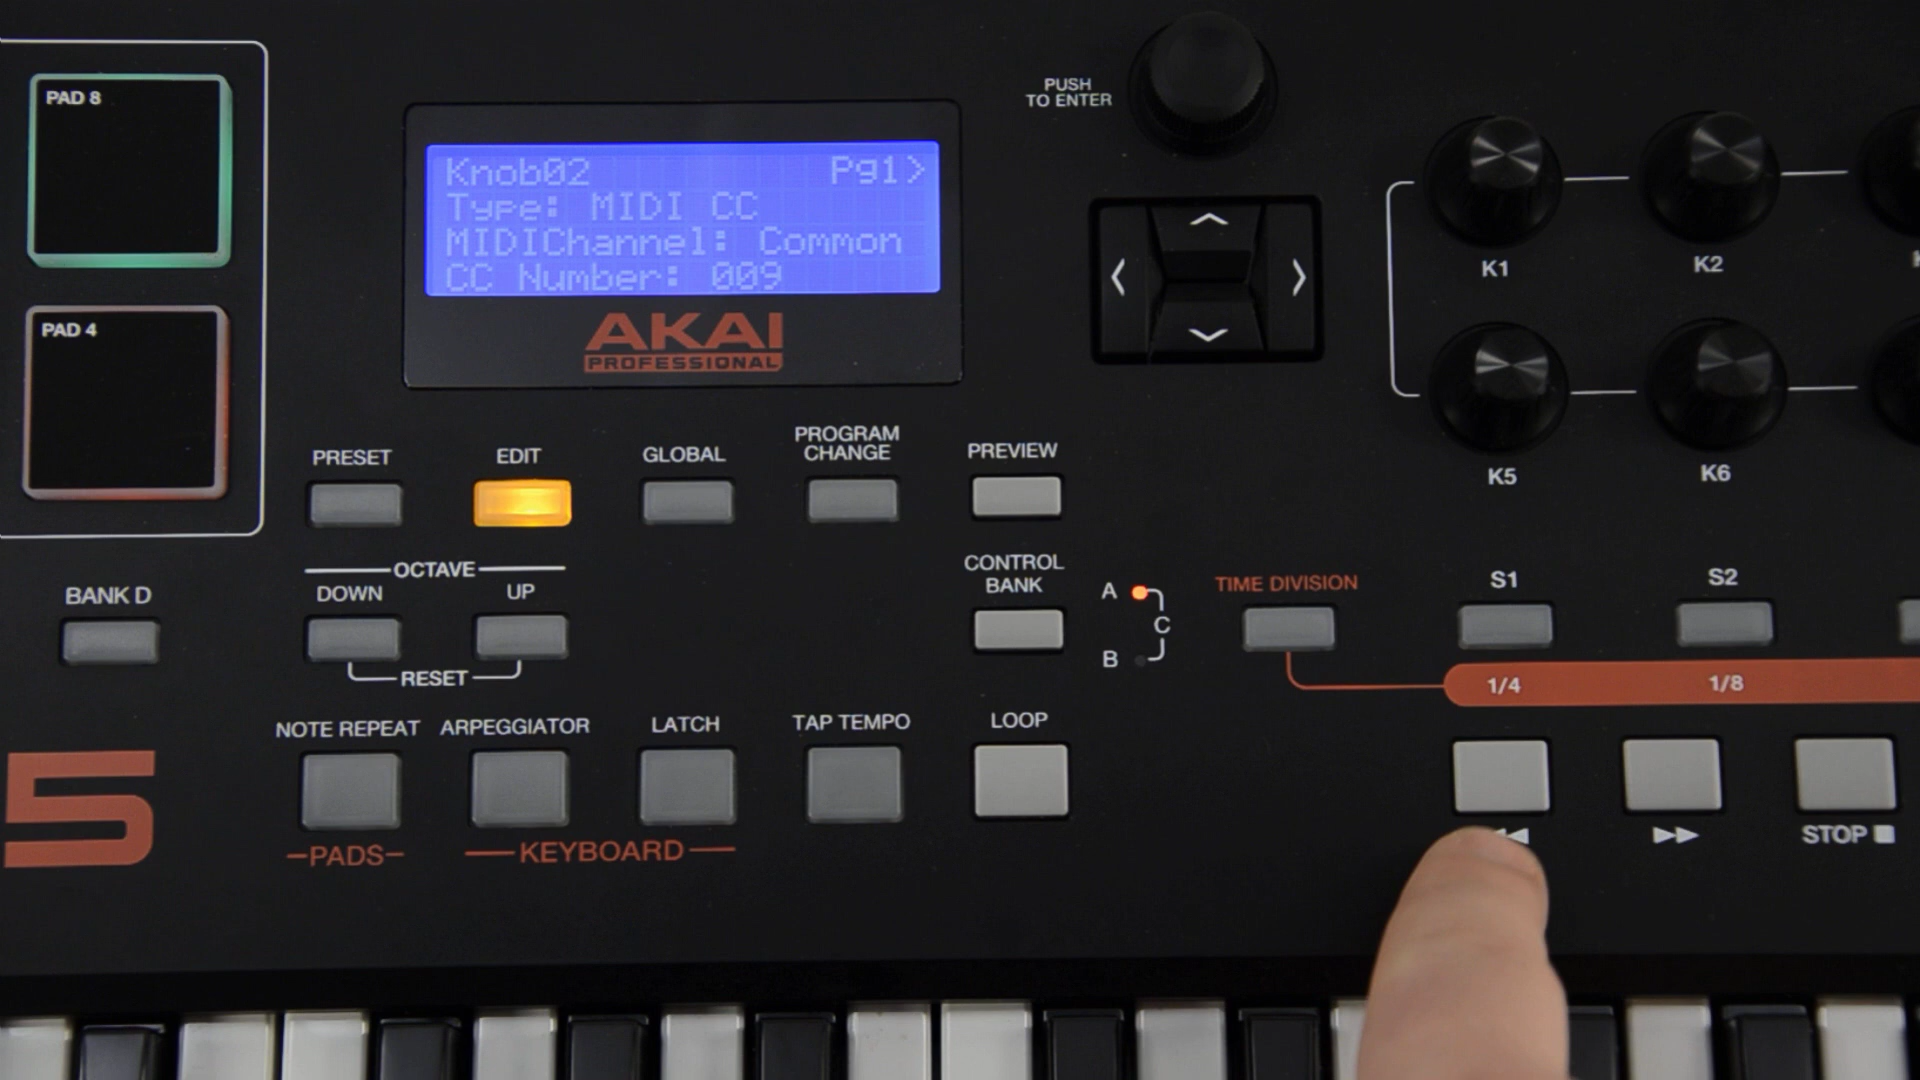 PAD 8
PUSH
TO ENTER
Knob02 Pg1>
Type: MIDI CC
MIDIChannel: Common
CC Number: 009
K1
K2
PAD 4
AKAI
PROFESSIONAL
PRESET
EDIT
GLOBAL
PROGRAM
CHANGE
PREVIEW
K5
K6
OCTAVE
BANK D
DOWN
UP
RESET
CONTROL
BANK
A
C
B
TIME DIVISION
S1
S2
1/4
1/8
NOTE REPEAT
ARPEGGIATOR
LATCH
TAP TEMPO
LOOP
5
PADS
KEYBOARD
STOP